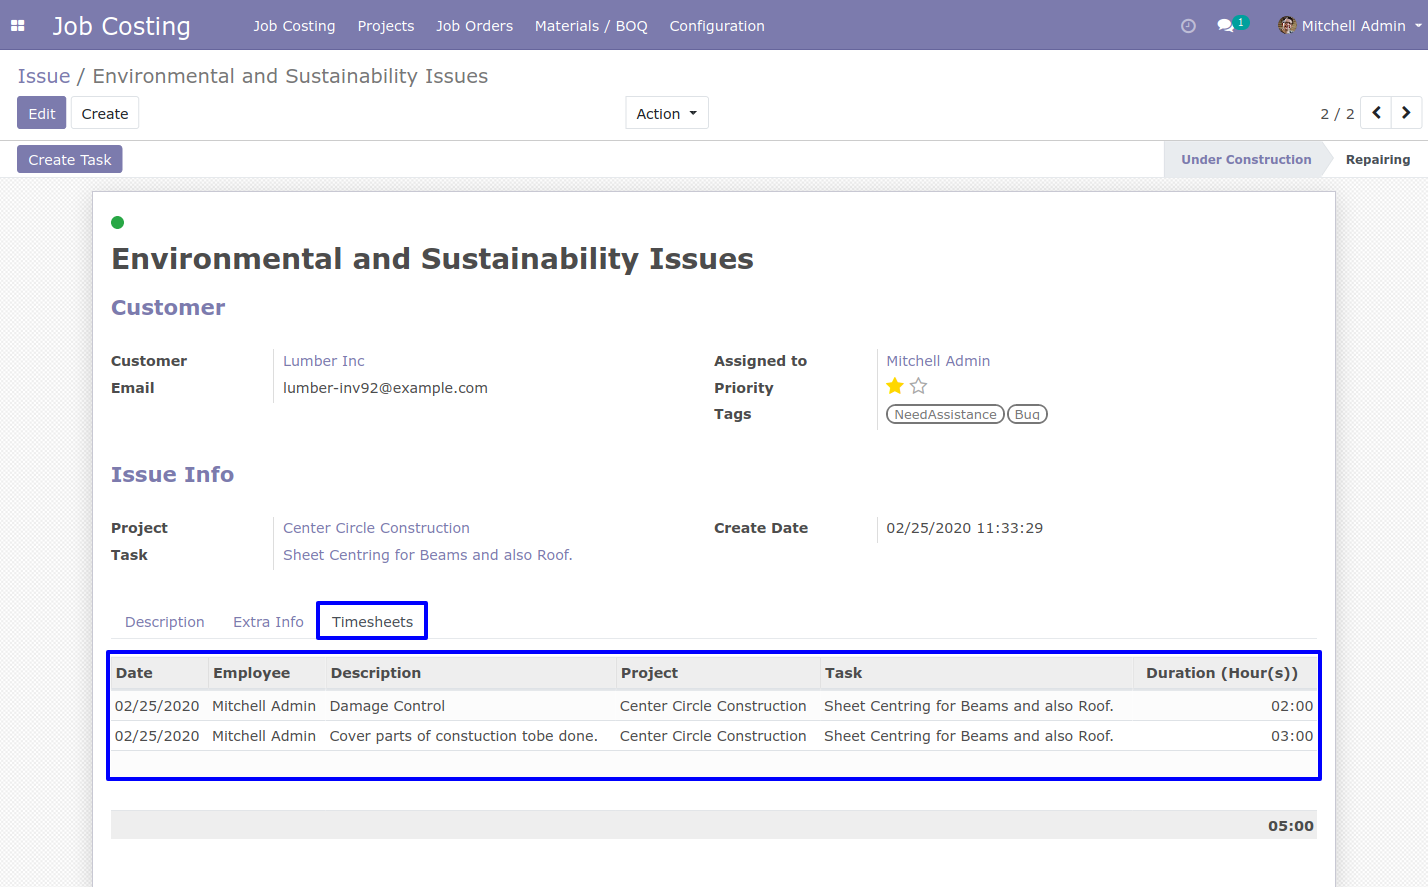 Job Costing Job Costing Projects Job Orders Materials / BOQ Configuration 1 Mitchell Admin
Issue / Environmental and Sustainability Issues
Edit Create Action 2 / 2
Create Task Under Construction Repairing
Environmental and Sustainability Issues
Customer
Customer Lumber Inc Assigned to Mitchell Admin
Email lumber-inv92@example.com Priority
Tags NeedAssistance Bug
Issue Info
Project Center Circle Construction Create Date 02/25/2020 11:33:29
Task Sheet Centring for Beams and also Roof.
Description Extra Info Timesheets
Date Employee Description Project Task Duration (Hour(s))
02/25/2020 Mitchell Admin Damage Control Center Circle Construction Sheet Centring for Beams and also Roof. 02:00
02/25/2020 Mitchell Admin Cover parts of constuction tobe done. Center Circle Construction Sheet Centring for Beams and also Roof. 03:00
05:00